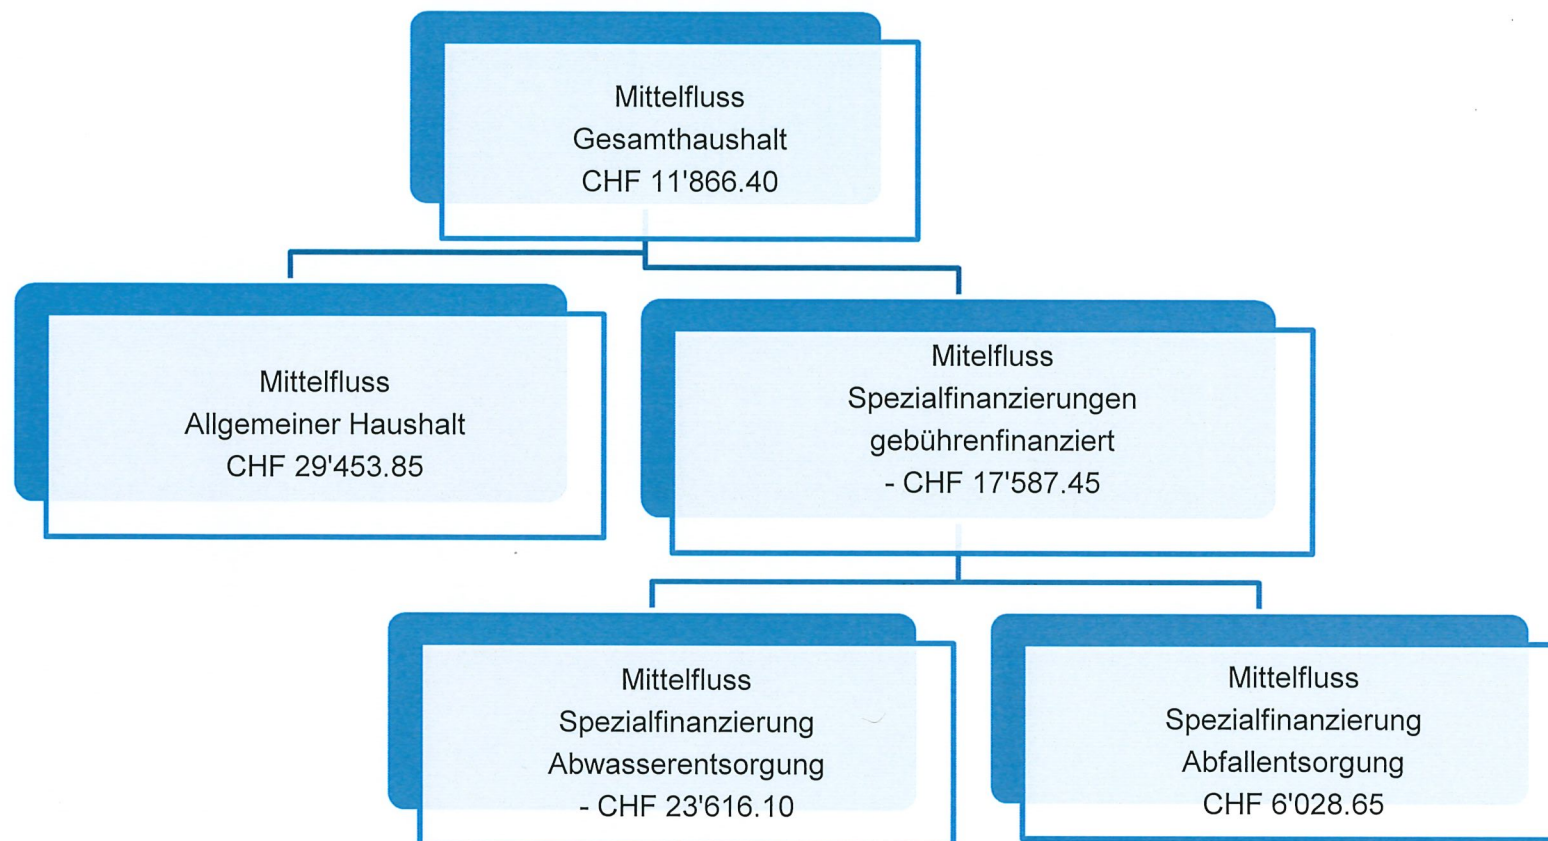 Mittelfluss
Gesamthaushalt
CHF 11'866.40
Mittelfluss
Allgemeiner Haushalt
CHF 29'453.85
Mitelfluss
Spezialfinanzierungen
gebührenfinanziert
- CHF 17'587.45
Mittelfluss
Spezialfinanzierung
Abwasserentsorgung
- CHF 23'616.10
Mittelfluss
Spezialfinanzierung
Abfallentsorgung
CHF 6'028.65